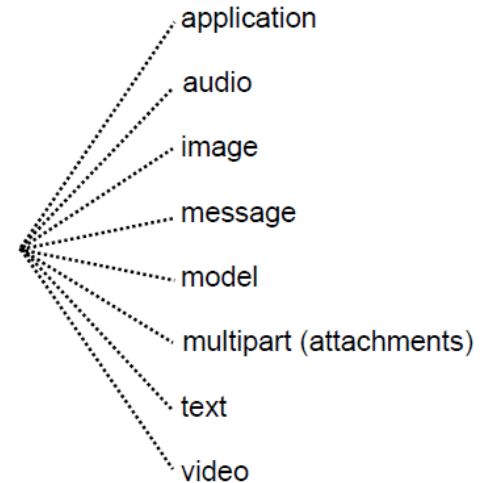 application
audio
image
message
model
multipart (attachments)
text
video